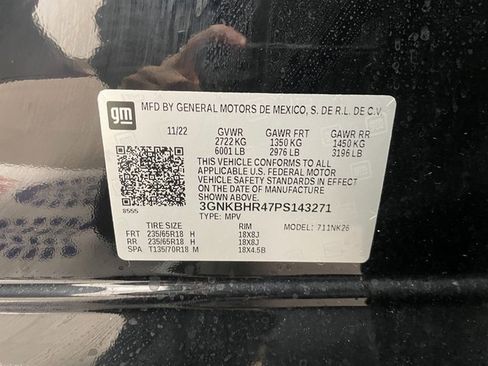 gm
MFD BY GENERAL MOTORS DE MEXICO, S. DE R.L. DE C.V.
11/22 GVWR GAWR FRT GAWR RR
2722 KG 1350 KG 1450 KG
6001 LB 2976 LB 3196 LB
THIS VEHICLE CONFORMS TO ALL
APPLICABLE U.S. FEDERAL MOTOR
VEHICLE SAFETY STANDARDS IN EFFECT
ON THE DATE OF MANUFACTURE
SHOWN ABOVE.
8555 3GNKBHR47PS143271
TYPE: MPV
TIRE SIZE RIM MODEL: 711NK26
FRT 235/65R18 H 18X8J
RR 235/65R18 H 18X8J
SPA T135/70R18 M 18X4.5B